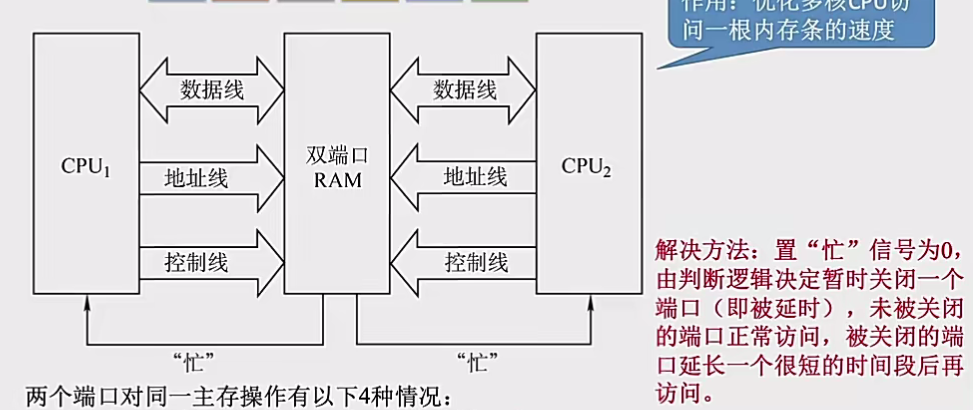 作用：优化多核CPU访
问一根内存条的速度
数据线
数据线
CPU1
双端口
RAM
CPU2
地址线
地址线
控制线
控制线
“忙”
“忙”
解决方法：置“忙”信号为0，
由判断逻辑决定暂时关闭一个
端口（即被延时），未被关闭
的端口正常访问，被关闭的端
口延长一个很短的时间段后再
访问。
两个端口对同一主存操作有以下4种情况：